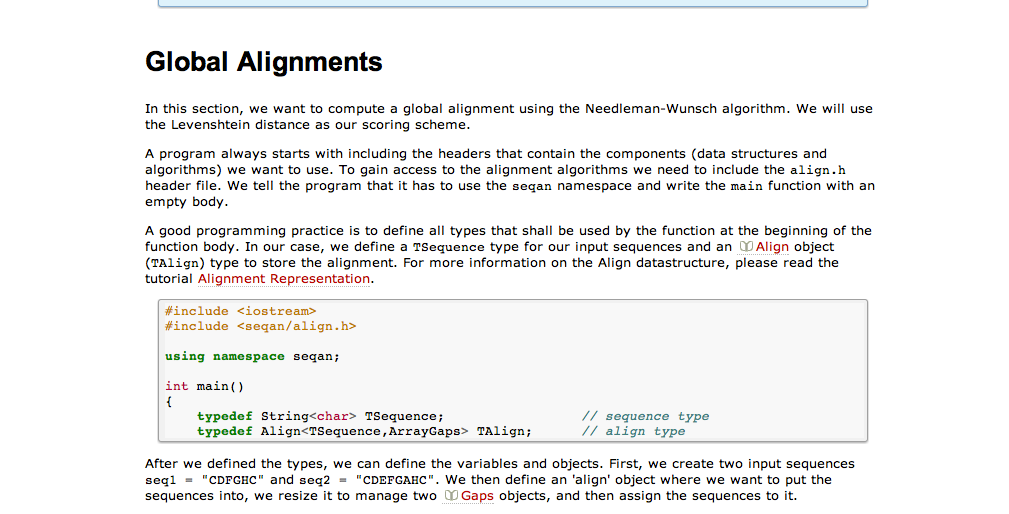 Global Alignments
In this section, we want to compute a global alignment using the Needleman-Wunsch algorithm. We will use
the Levenshtein distance as our scoring scheme.
A program always starts with including the headers that contain the components (data structures and
algorithms) we want to use. To gain access to the alignment algorithms we need to include the align.h
header file. We tell the program that it has to use the seqan namespace and write the main function with an
empty body.
A good programming practice is to define all types that shall be used by the function at the beginning of the
function body. In our case, we define a TSequence type for our input sequences and an Align object
(TAlign) type to store the alignment. For more information on the Align datastructure, please read the
tutorial Alignment Representation.
#include <iostream>
#include <seqan/align.h>
using namespace seqan;
int main()
{
typedef String<char> TSequence; // sequence type
typedef Align<TSequence,ArrayGaps> TAlign; // align type
After we defined the types, we can define the variables and objects. First, we create two input sequences
seq1 = "CDFGHC" and seq2 = "CDEFGAHC". We then define an 'align' object where we want to put the
sequences into, we resize it to manage two Gaps objects, and then assign the sequences to it.